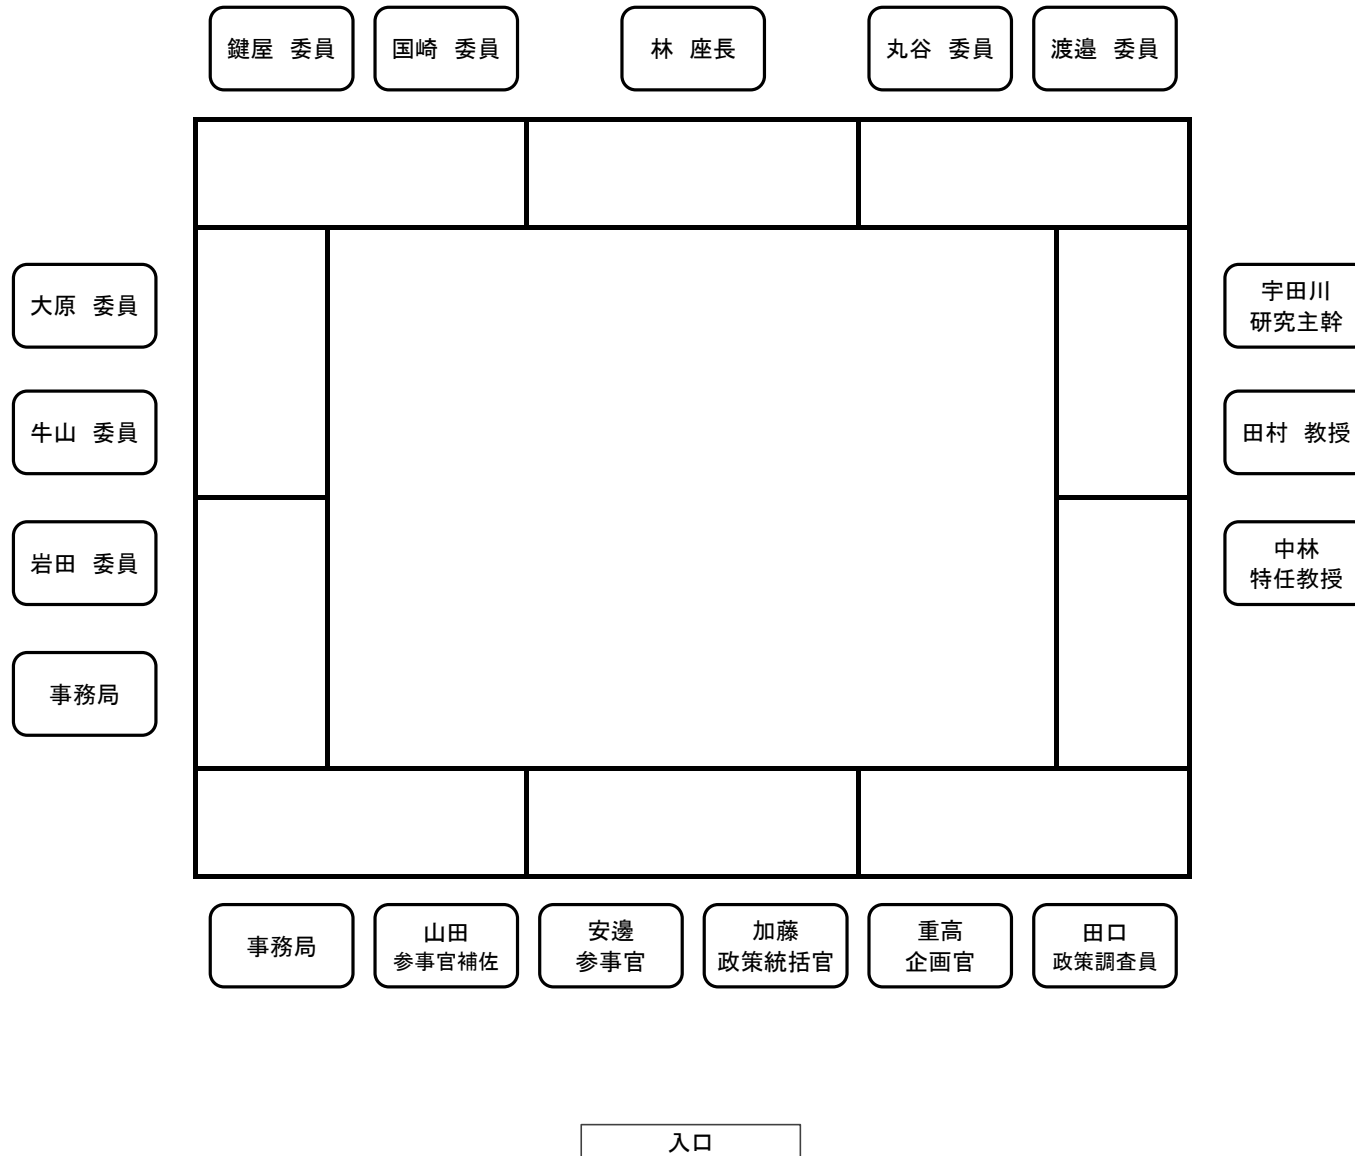 鍵屋 委員
国崎 委員
林 座長
丸谷 委員
渡邉 委員
大原 委員
牛山 委員
岩田 委員
事務局
宇田川
研究主幹
田村 教授
中林
特任教授
事務局
山田
参事官補佐
安邊
参事官
加藤
政策統括官
重高
企画官
田口
政策調査員
入口